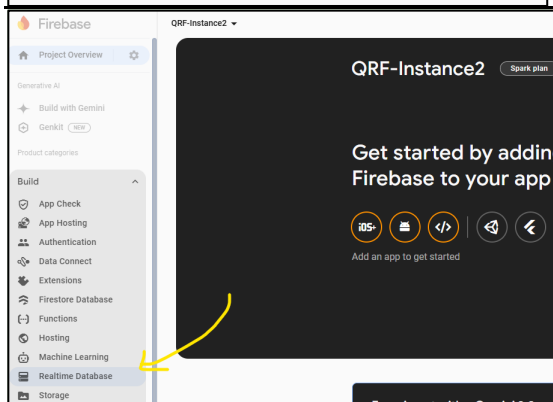 Firebase
QRF-Instance2
Project Overview
Generative AI
Build with Gemini
Genkit NEW
Product categories
Build
App Check
App Hosting
Authentication
Data Connect
Extensions
Firestore Database
Functions
Hosting
Machine Learning
Realtime Database
Storage
QRF-Instance2 Spark plan
Get started by addin
Firebase to your app
iOS+
Add an app to get started